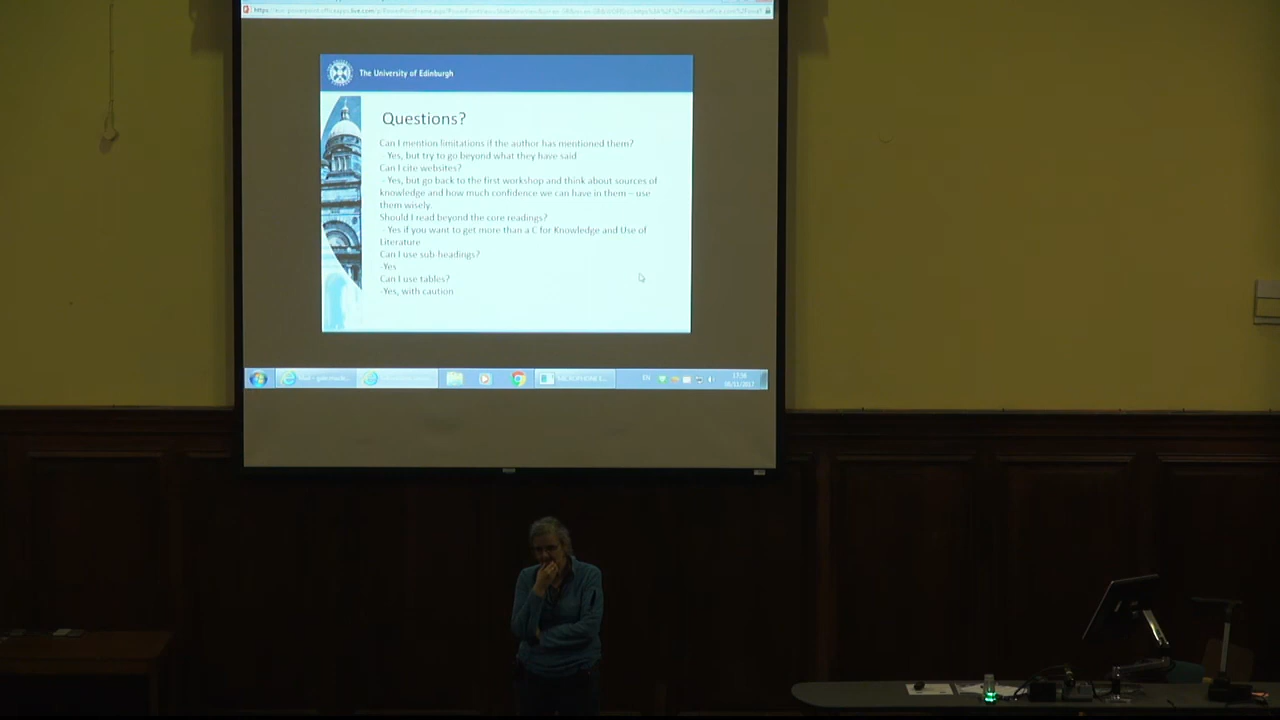 The University of Edinburgh
Questions?
Can I mention limitations if the author has mentioned them?
Yes, but try to go beyond what they have said
Can I cite websites?
- Yes, but go back to the first workshop and think about sources of
knowledge and how much confidence we can have in them – use
them wisely.
Should I read beyond the core readings?
- Yes if you want to get more than a C for Knowledge and Use of
Literature
Can I use sub headings?
-Yes
Can I use tables?
-Yes, with caution
MICROPHONE
EN
17:56